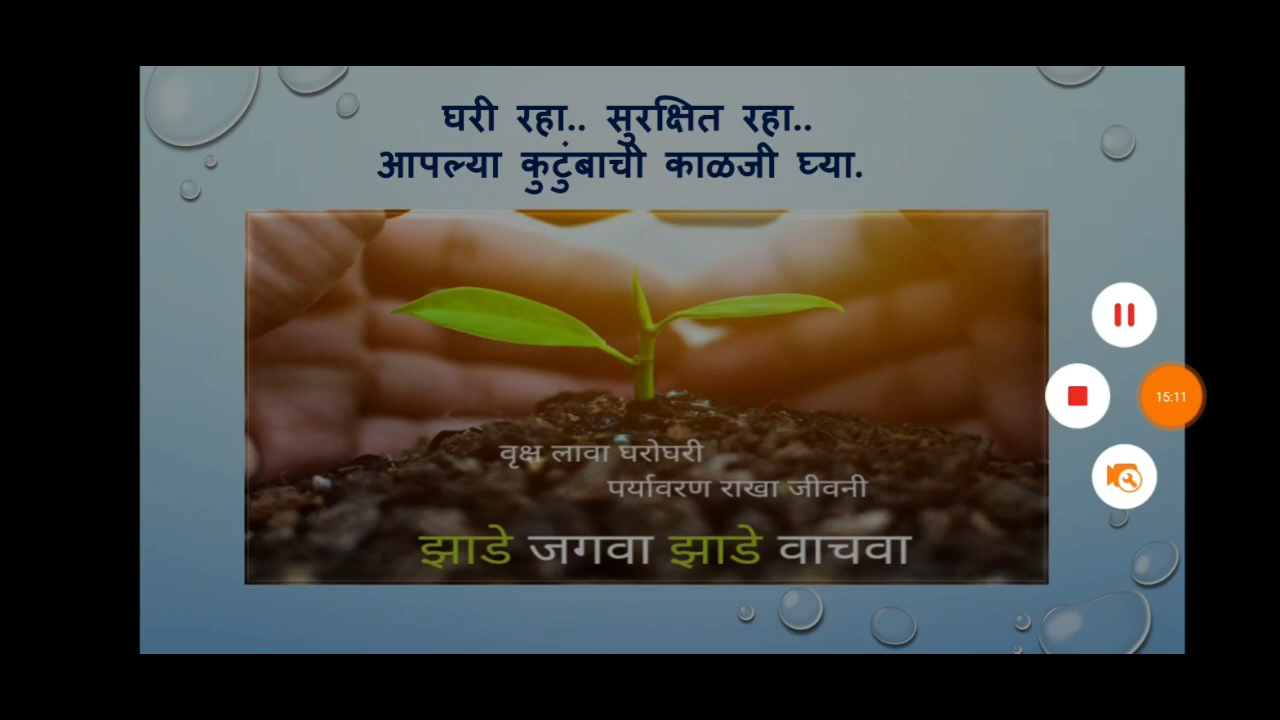 घरी रहा.. सुरक्षित रहा..
आपल्या कुटुंबाची काळजी घ्या.
वृक्ष लावा घरोघरी
पर्यावरण राखा जीवनी
झाडे जगवा झाडे वाचवा
15:11